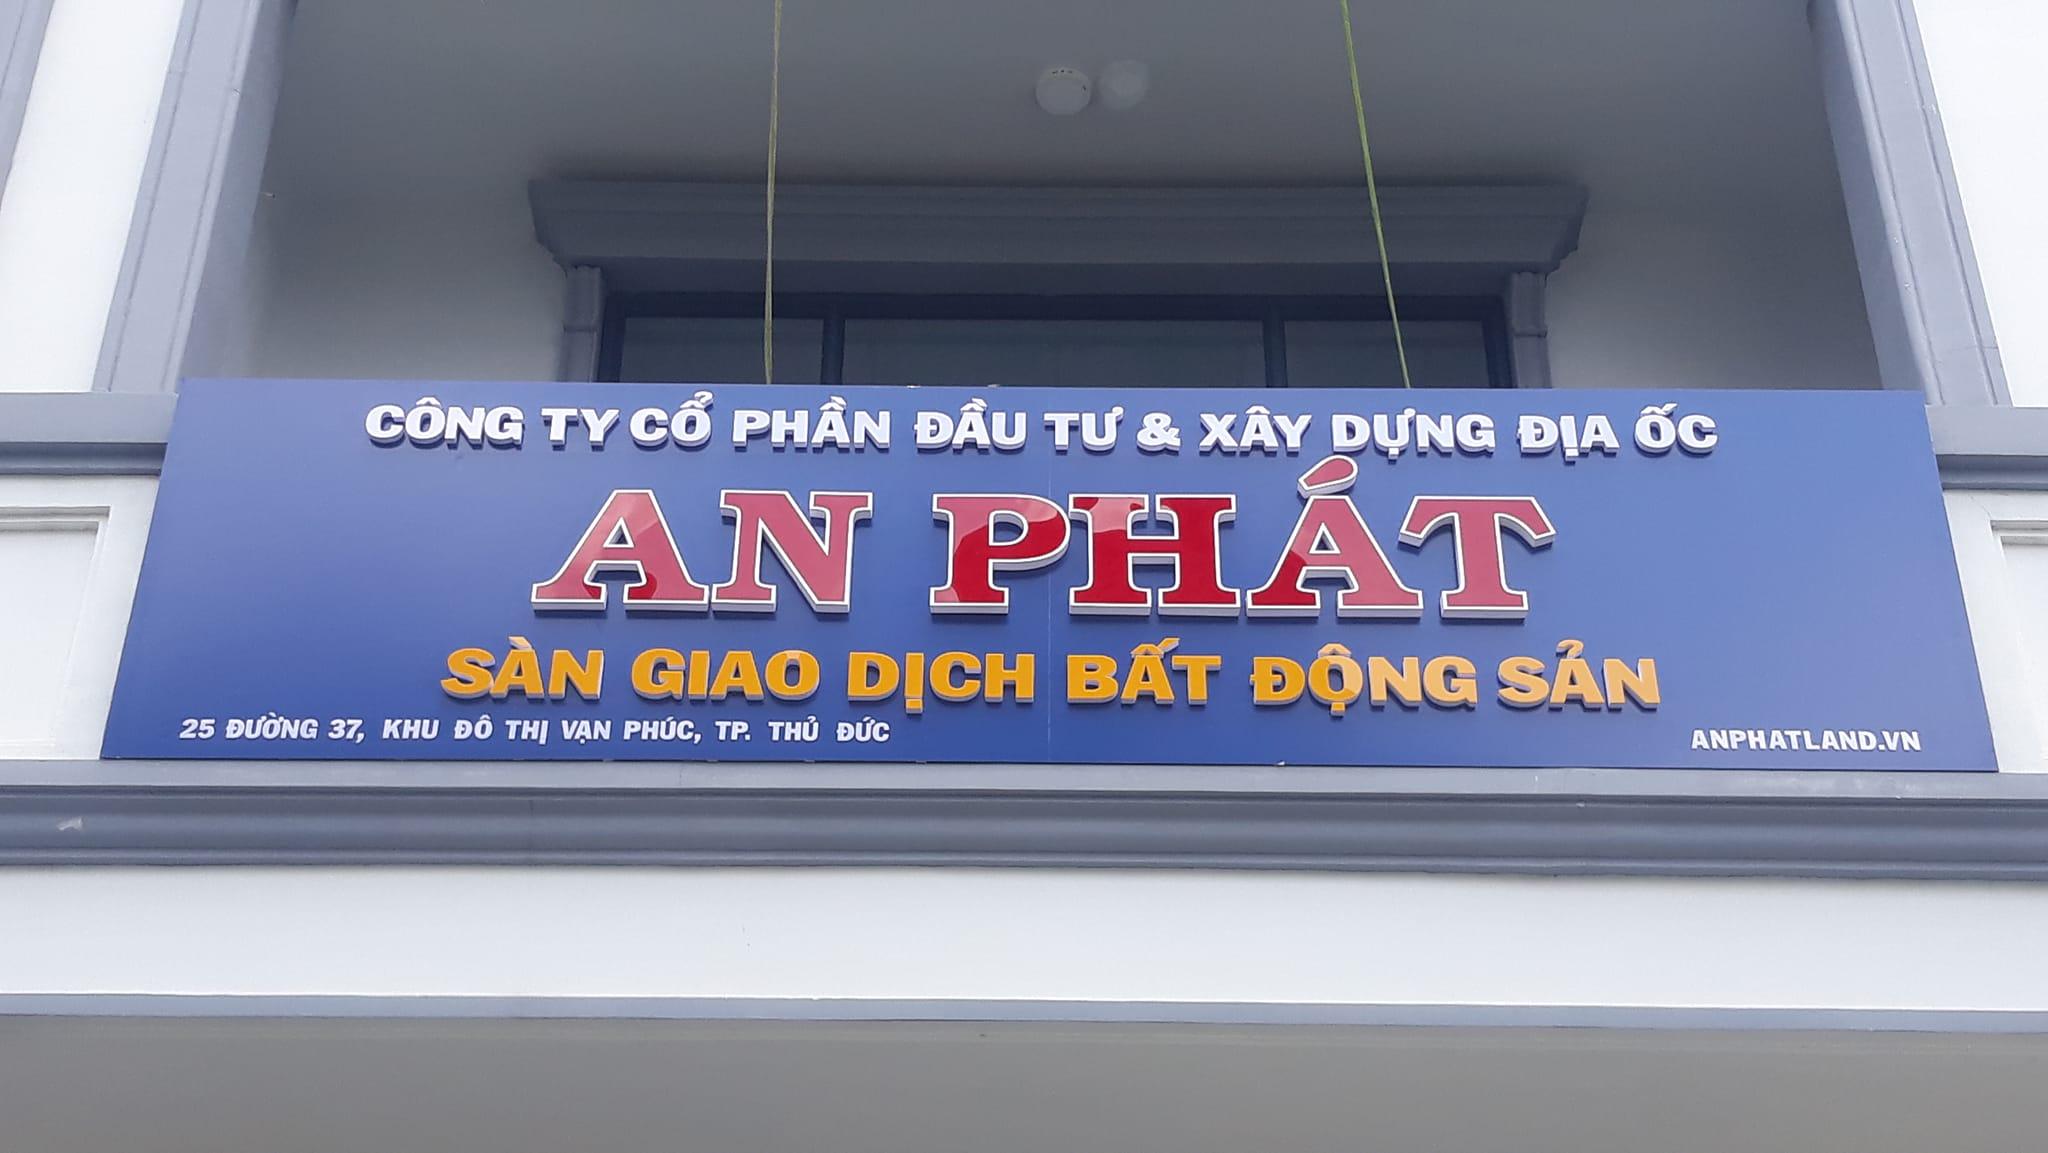 CÔNG TY CỔ PHẦN ĐẦU TƯ & XÂY DỰNG ĐỊA ỐC
AN PHÁT
SÀN GIAO DỊCH BẤT ĐỘNG SẢN
25 ĐƯỜNG 37, KHU ĐÔ THỊ VẠN PHÚC, TP. THỦ ĐỨC
ANPHATLAND.VN